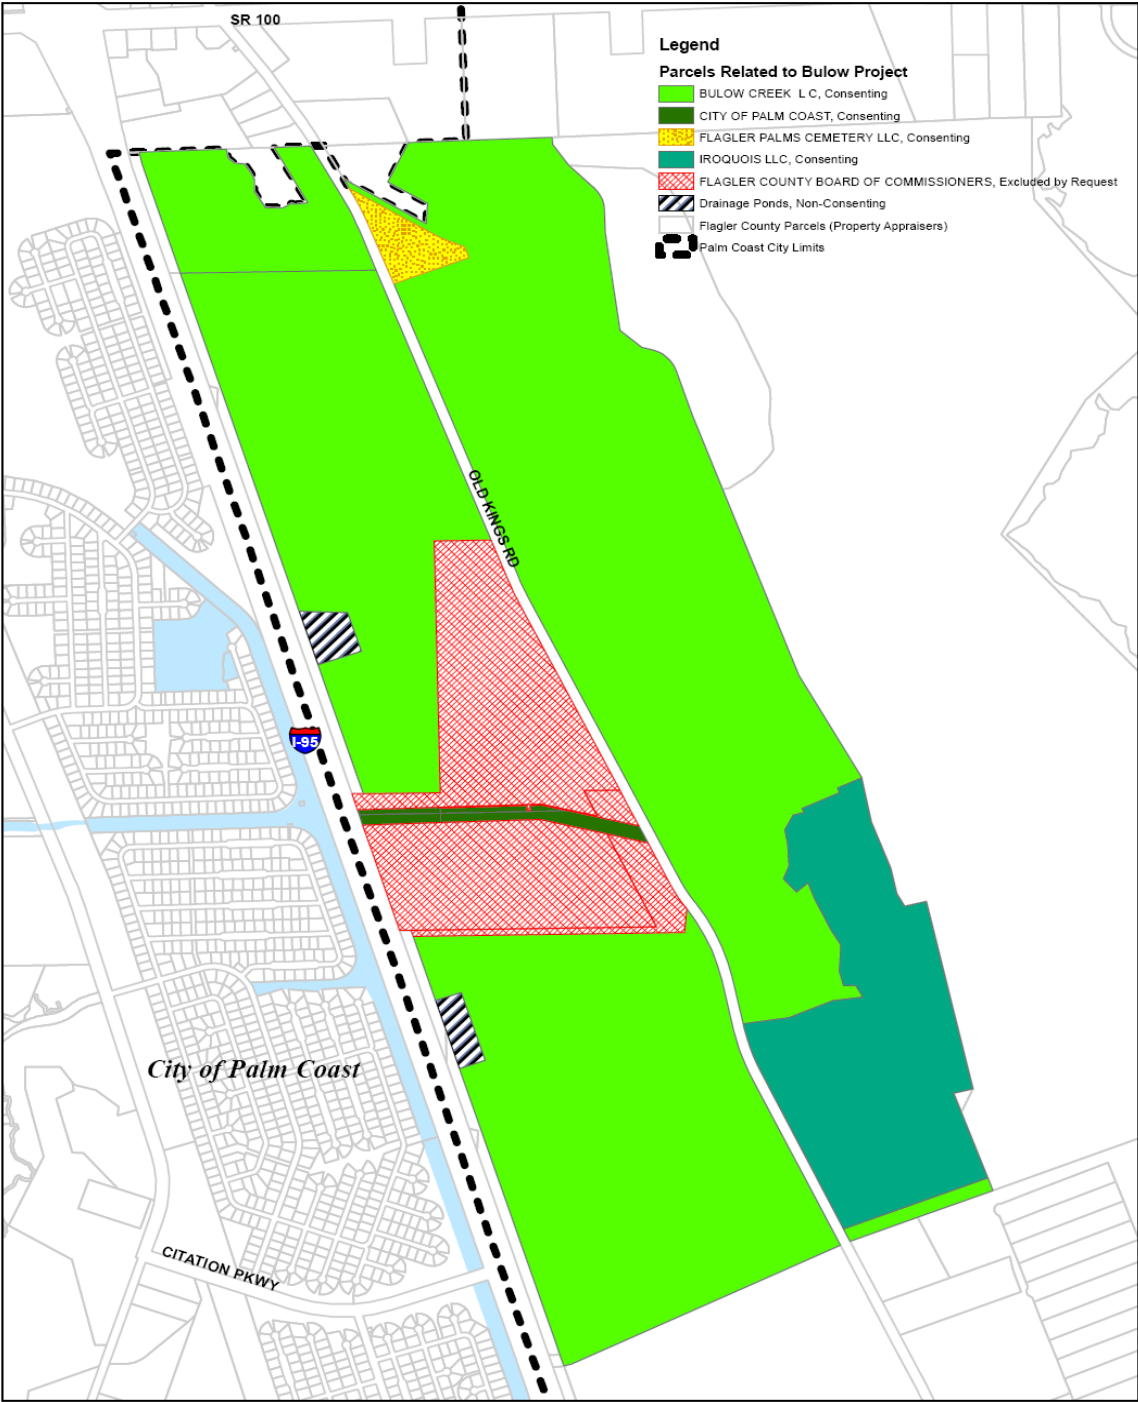 SR 100
Legend
Parcels Related to Bulow Project
BULOW CREEK L C, Consenting
CITY OF PALM COAST, Consenting
FLAGLER PALMS CEMETERY LLC, Consenting
IROQUOIS LLC, Consenting
FLAGLER COUNTY BOARD OF COMMISSIONERS, Excluded by Request
Drainage Ponds, Non-Consenting
Flagler County Parcels (Property Appraisers)
Palm Coast City Limits
OLD KINGS RD
I-95
City of Palm Coast
CITATION PKWY